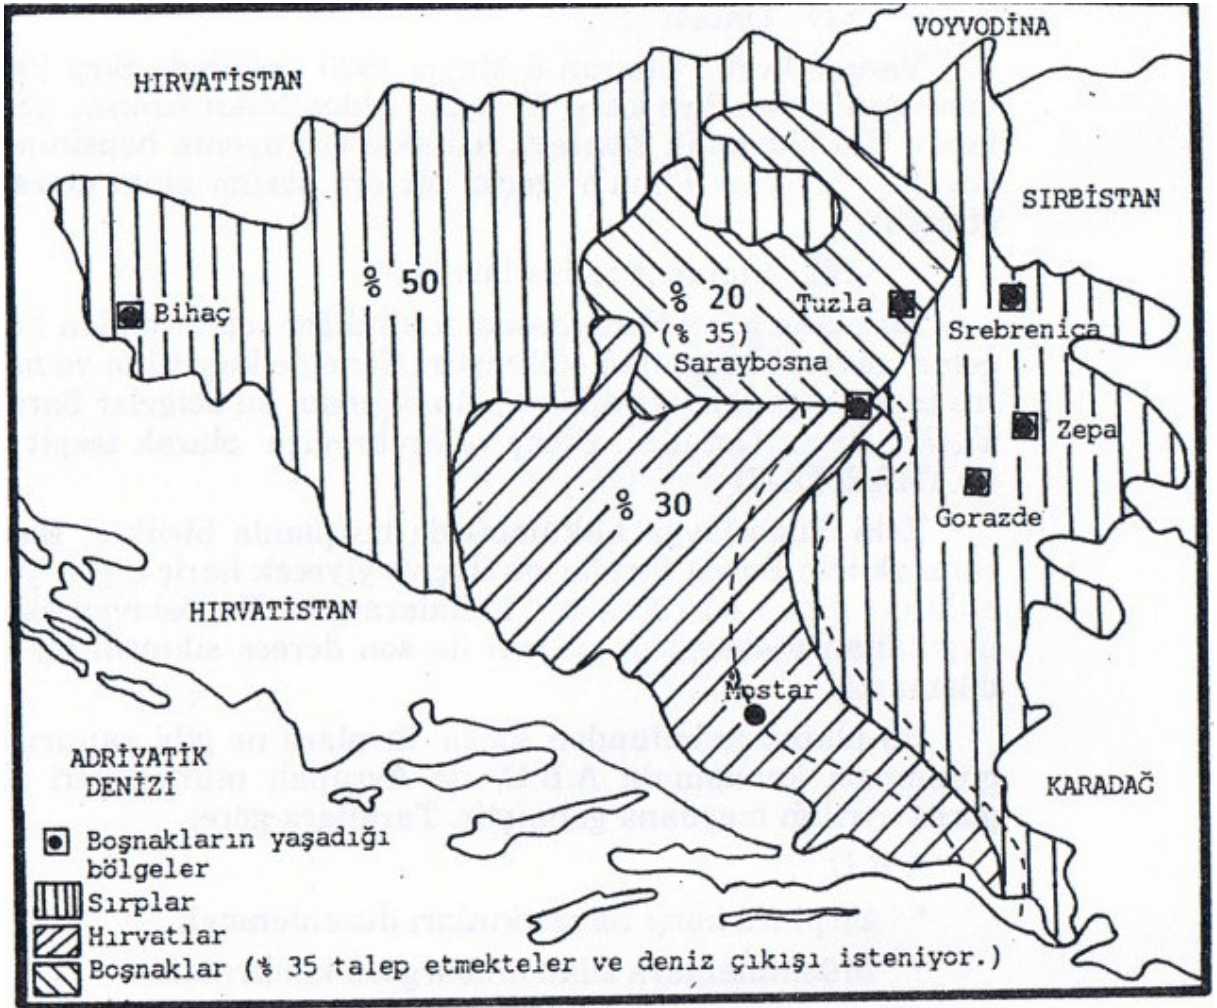 VOYVODİNA
HIRVATİSTAN
SIRBİSTAN
% 50
% 20
(% 35)
Tuzla
Bihaç
Srebrenica
Saraybosna
Zepa
% 30
Gorazde
HIRVATİSTAN
Mostar
ADRİYATİK
DENİZİ
KARADAĞ
Boşnakların yaşadığı
bölgeler
Sırplar
Hırvatlar
Boşnaklar (% 35 talep etmekteler ve deniz çıkışı isteniyor.)